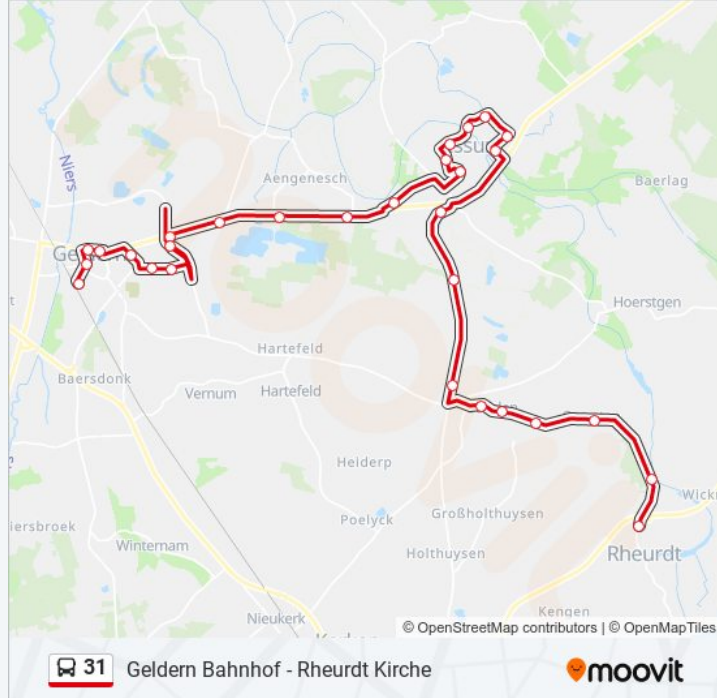 Niers
Aengenesch
Baerlag
Hoerstgen
Hartefeld
Baersdonk
Vernum
Hartefeld
Heiderp
Poelyck
Großholthuysen
Winternam
Holthuysen
Rheurdt
Kengen
Nieukerk
© OpenStreetMap contributors | © OpenMapTiles
31 Geldern Bahnhof - Rheurdt Kirche moovit